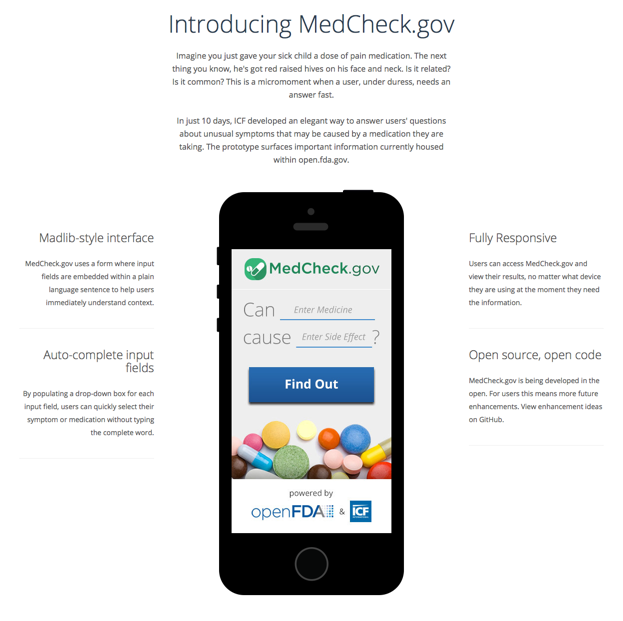 Introducing MedCheck.gov
Imagine you just gave your sick child a dose of pain medication. The next
thing you know, he's got red raised hives on his face and neck. Is it related?
Is it common? This is a micromoment when a user, under duress, needs an
answer fast.
In just 10 days, ICF developed an elegant way to answer users' questions
about unusual symptoms that may be caused by a medication they are
taking. The prototype surfaces important information currently housed
within open.fda.gov.
Madlib-style interface
MedCheck.gov uses a form where input
fields are embedded within a plain
language sentence to help users
immediately understand context.
Auto-complete input
fields
By populating a drop-down box for each
input field, users can quickly select their
symptom or medication without typing
the complete word.
MedCheck.gov
Can Enter Medicine
cause Enter Side Effect ?
Find Out
powered by
openFDA & ICF
Fully Responsive
Users can access MedCheck.gov and
view their results, no matter what device
they are using at the moment they need
the information.
Open source, open code
MedCheck.gov is being developed in the
open. For users this means more future
enhancements. View enhancement ideas
on GitHub.